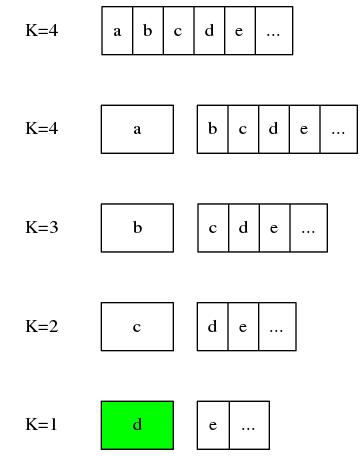 K=4 a b c d e ...
K=4 a b c d e ...
K=3 b c d e ...
K=2 c d e ...
K=1 d e ...